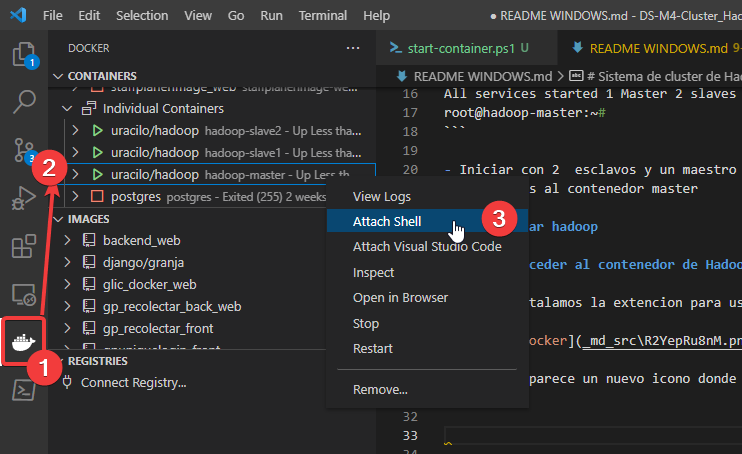 File Edit Selection View Go Run Terminal Help ● README WINDOWS.md - DS-M4-Cluster_Had
DOCKER ···
start-container.ps1 U
README WINDOWS.md 9
README WINDOWS.md > abc # Sistema de cluster de Had
CONTAINERS
Individual Containers
uracilo/hadoop hadoop-slave2 - Up Less tha...
uracilo/hadoop hadoop-slave1 - Up Less tha...
uracilo/hadoop hadoop-master - Up Less th
postgres postgres - Exited (255) 2 weeks
IMAGES
backend_web
django/granja
glic_docker_web
gp_recolectar_back_web
gp_recolectar_front
REGISTRIES
Connect Registry...
1
3
1
2
3
View Logs
Attach Shell
Attach Visual Studio Code
Inspect
Open in Browser
Stop
Restart
Remove...
16 All services started 1 Master 2 slaves
17 root@hadoop-master:~#
18 ```
20 - Iniciar con 2 esclavos y un maestro
s al contenedor master
ar hadoop
ceder al contenedor de Hado
talamos la extencion para us
ocker](_md_src\R2YepRu8nM.pn
parece un nuevo icono donde
32
33
34